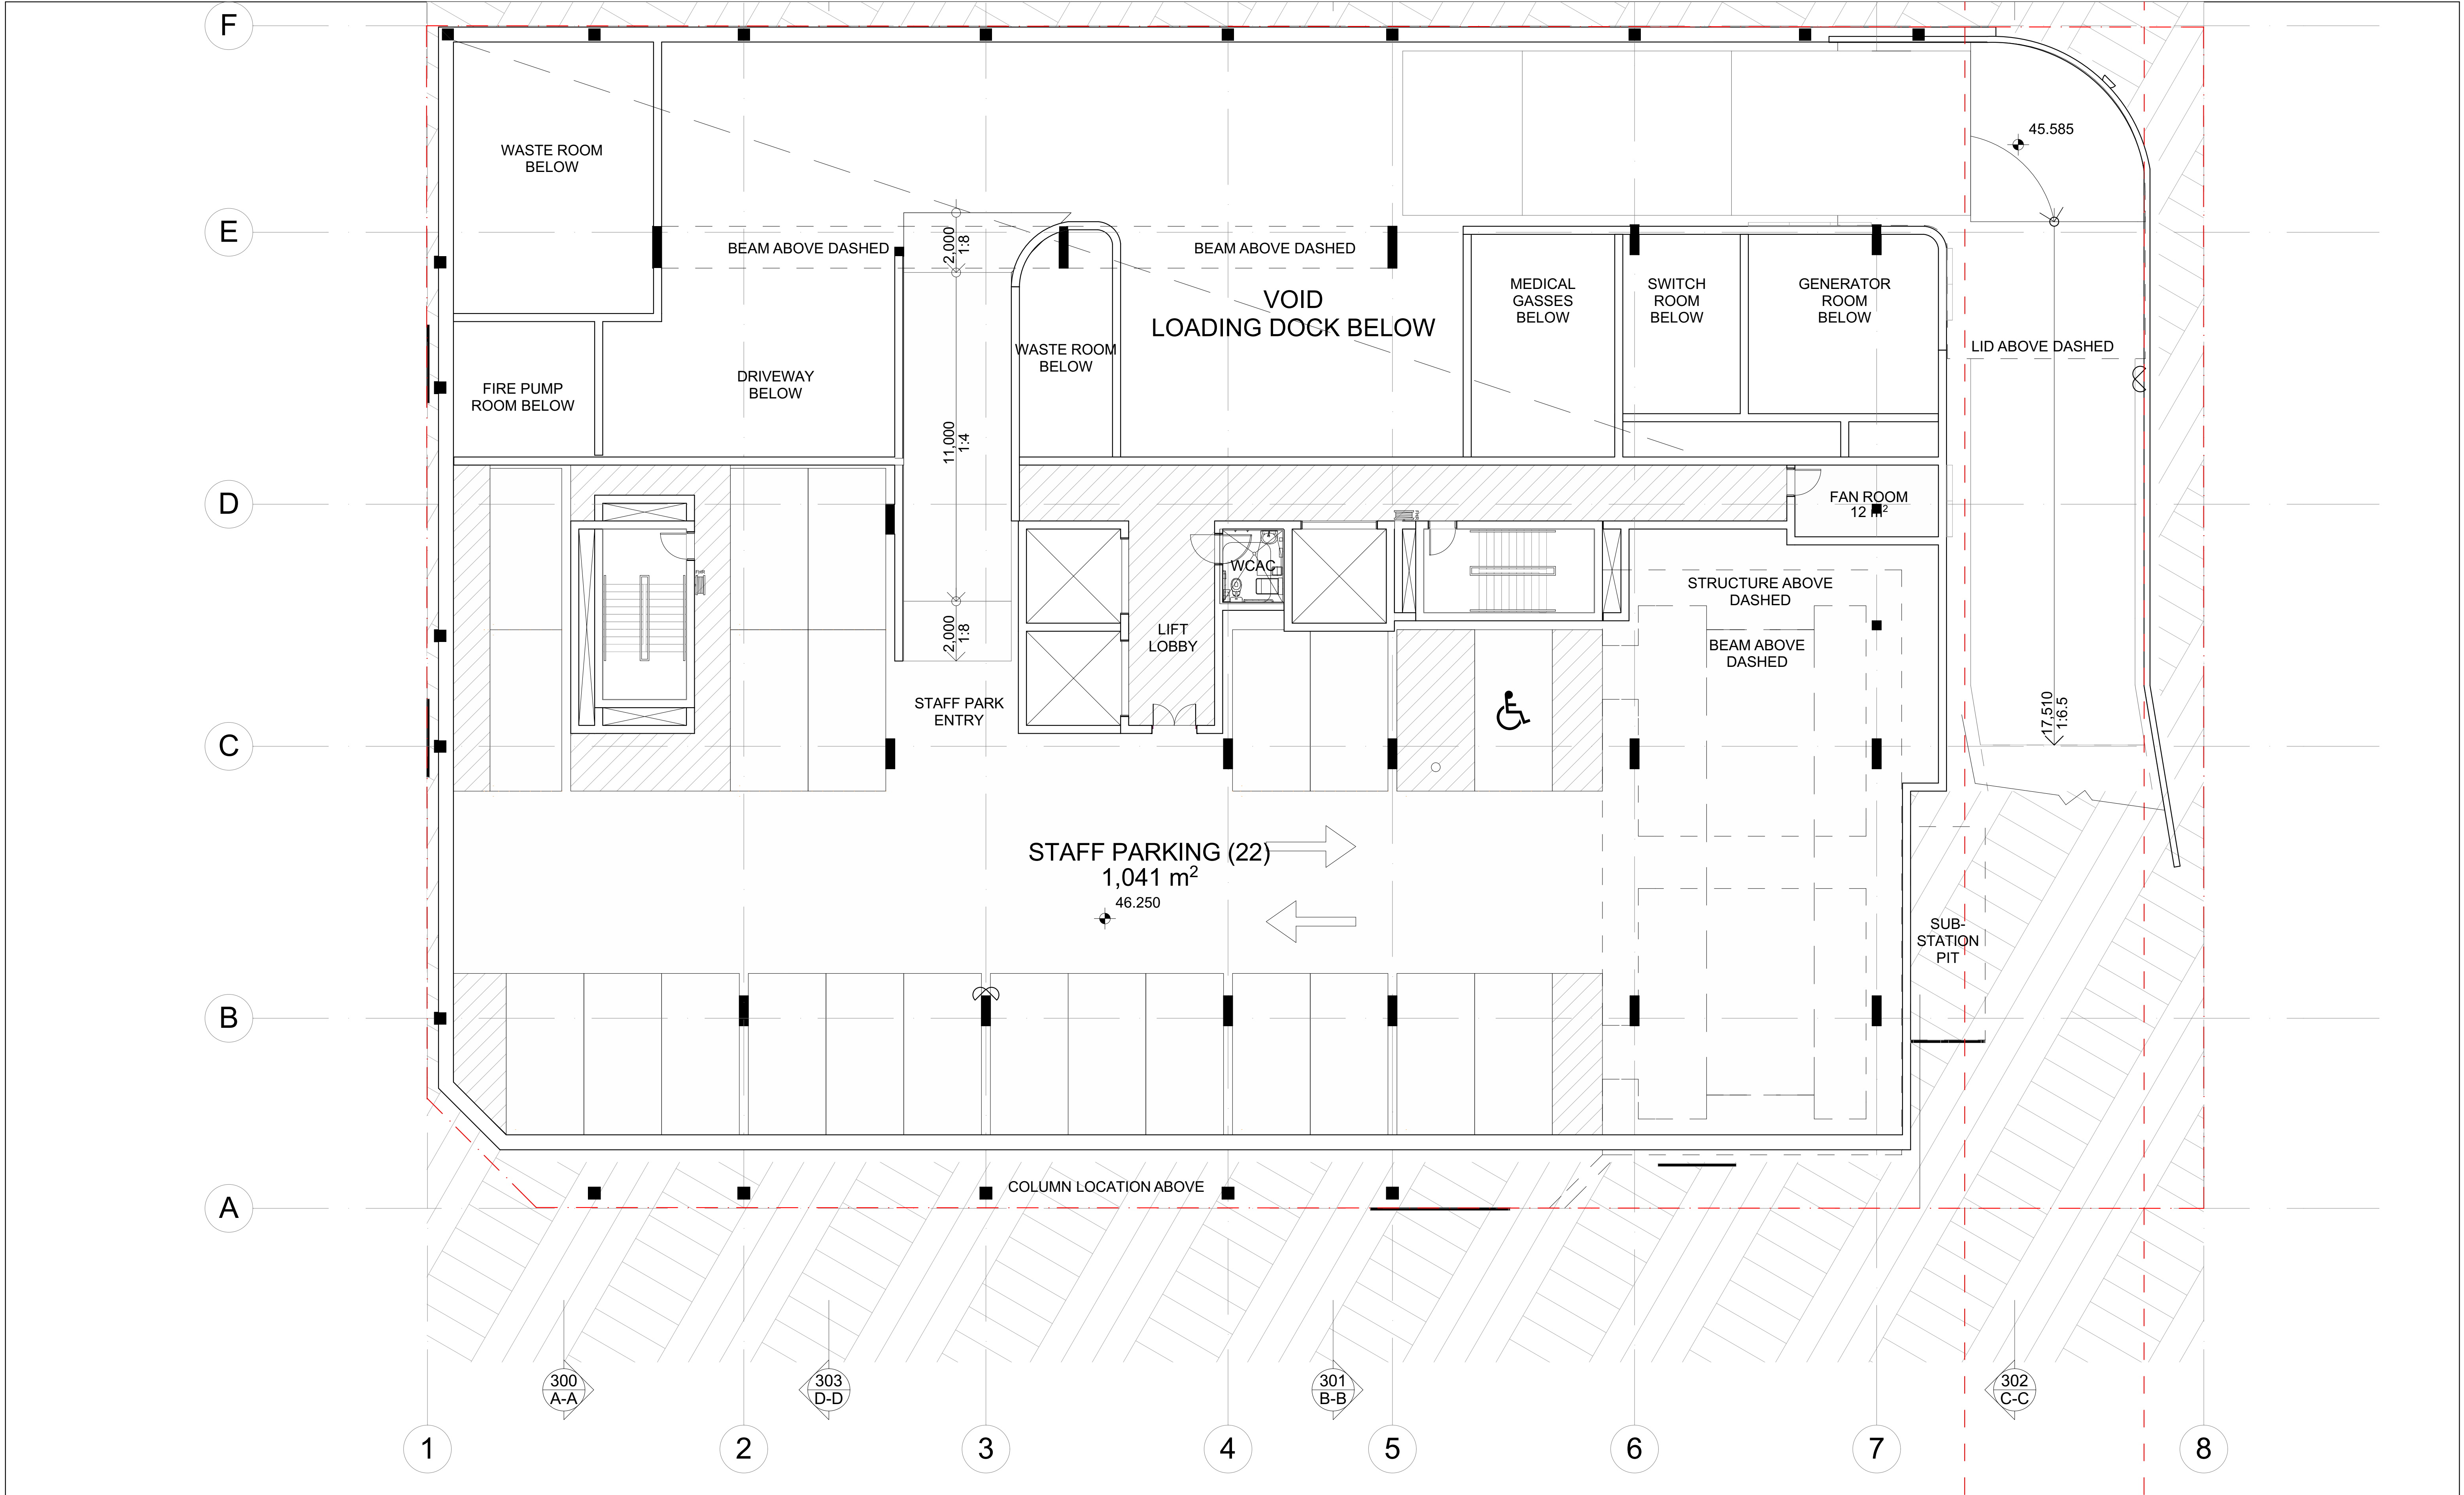 F
45.585
WASTE ROOM
BELOW
E
2,000
1:8
BEAM ABOVE DASHED
BEAM ABOVE DASHED
MEDICAL
GASSES
BELOW
SWITCH
ROOM
BELOW
GENERATOR
ROOM
BELOW
VOID
LOADING DOCK BELOW
LID ABOVE DASHED
WASTE ROOM
BELOW
DRIVEWAY
BELOW
FIRE PUMP
ROOM BELOW
11,000
1:4
D
FAN ROOM
12 m²
FHR
FHR
WCAC
STRUCTURE ABOVE
DASHED
2,000
1:8
LIFT
LOBBY
BEAM ABOVE
DASHED
STAFF PARK
ENTRY
17,510
1:6.5
C
STAFF PARKING (22)
1,041 m²
46.250
SUB-
STATION
PIT
B
COLUMN LOCATION ABOVE
A
300
A-A
303
D-D
301
B-B
302
C-C
1
2
3
4
5
6
7
8